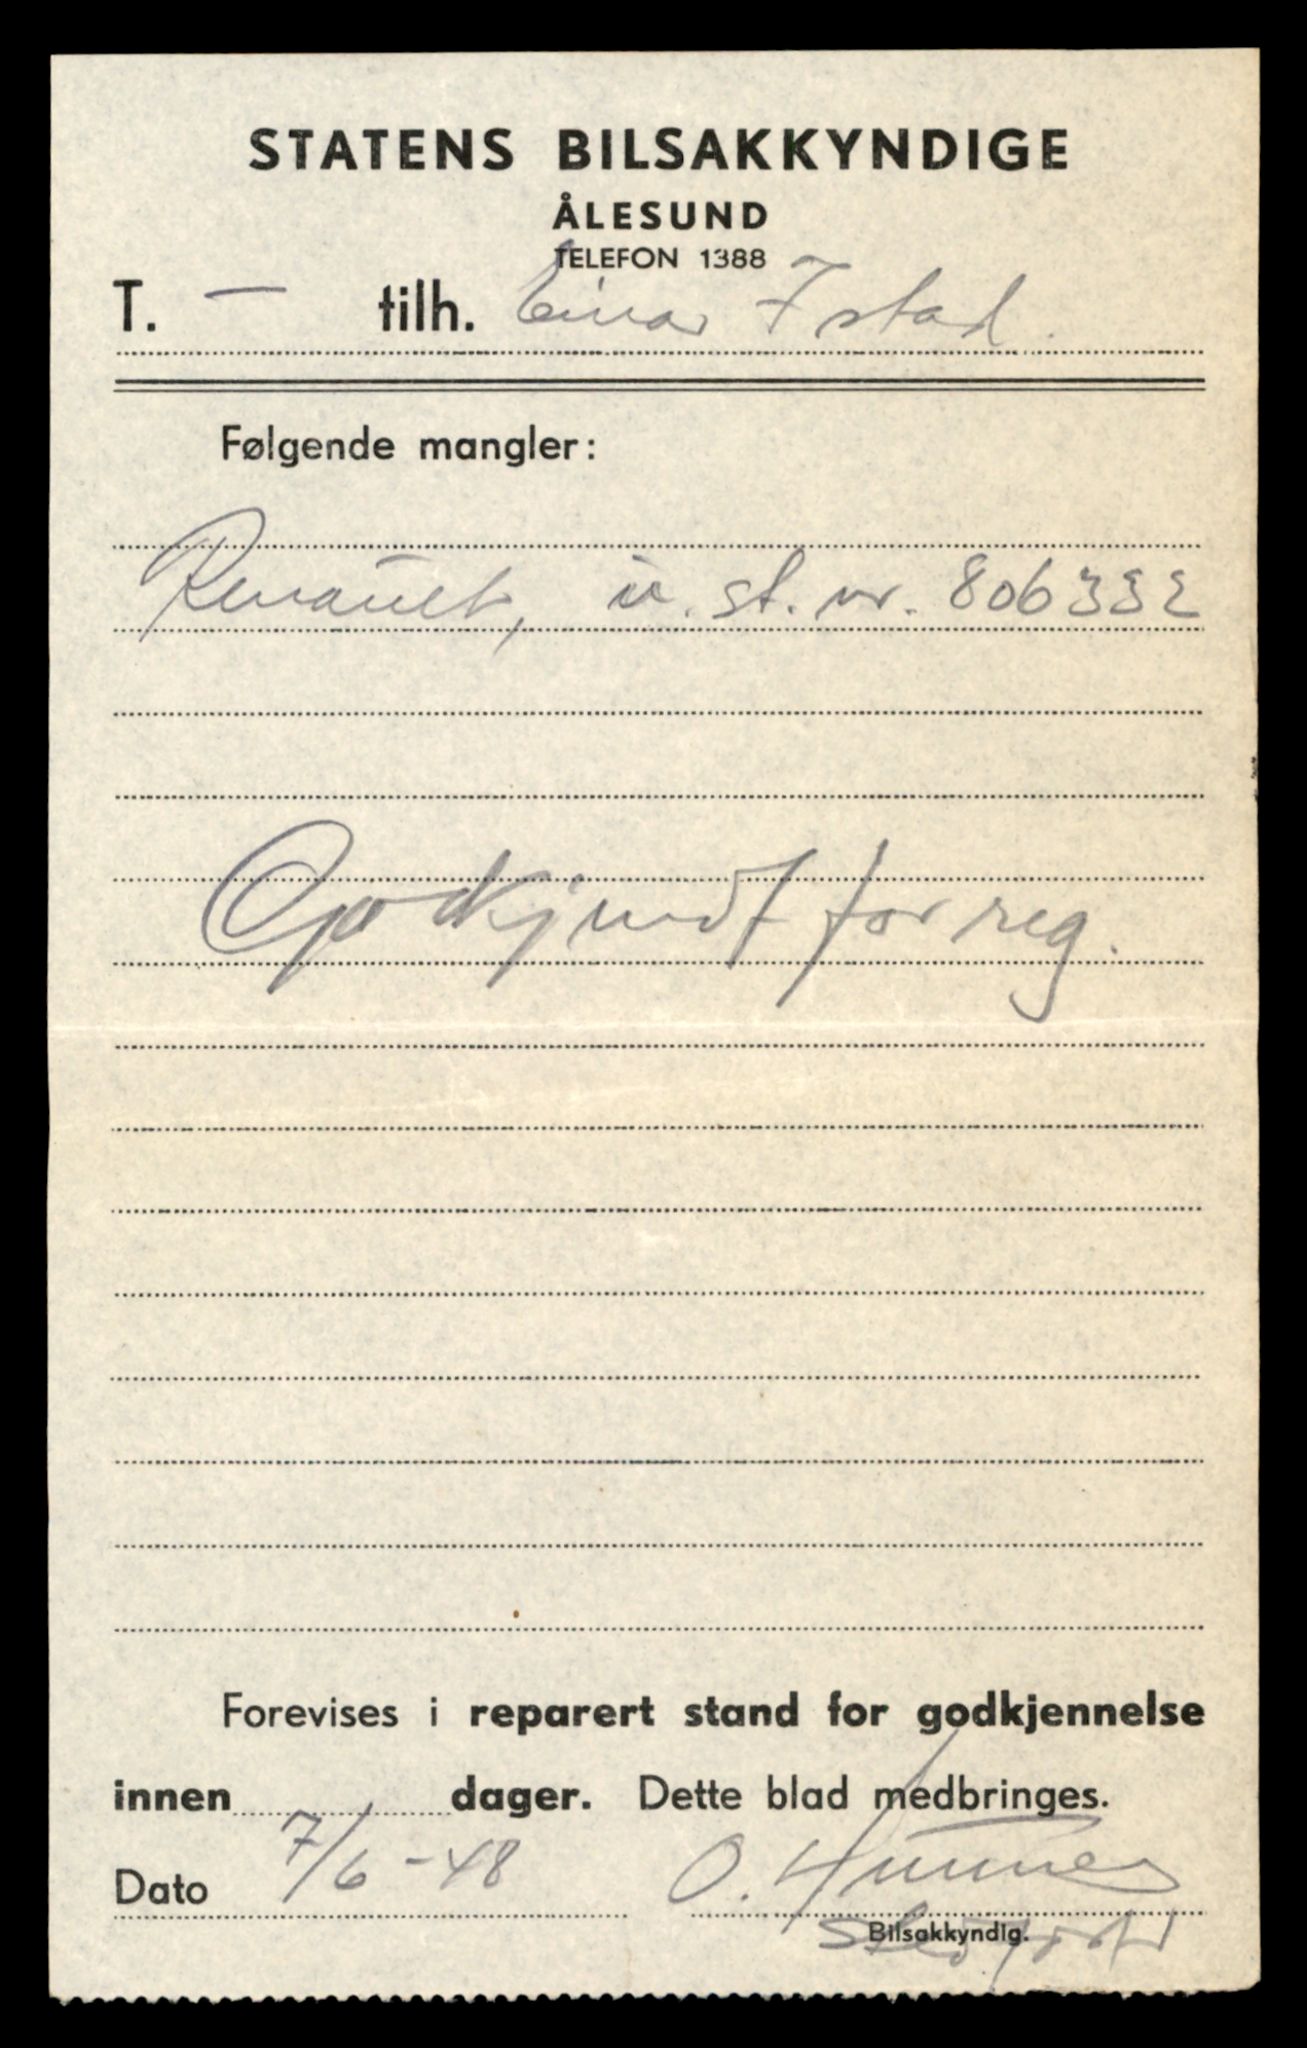 STATENS BILSAKKYNDIGE
ÅLESUND
TELEFON 1388
T. — tilh. Einar Istad.
Følgende mangler:
Renault, u. st. nr. 806332
Godkjendt for reg.
Forevises i reparert stand for godkjennelse
innen dager. Dette blad medbringes.
Dato 7/6-48 O.
Bilsakkyndig.